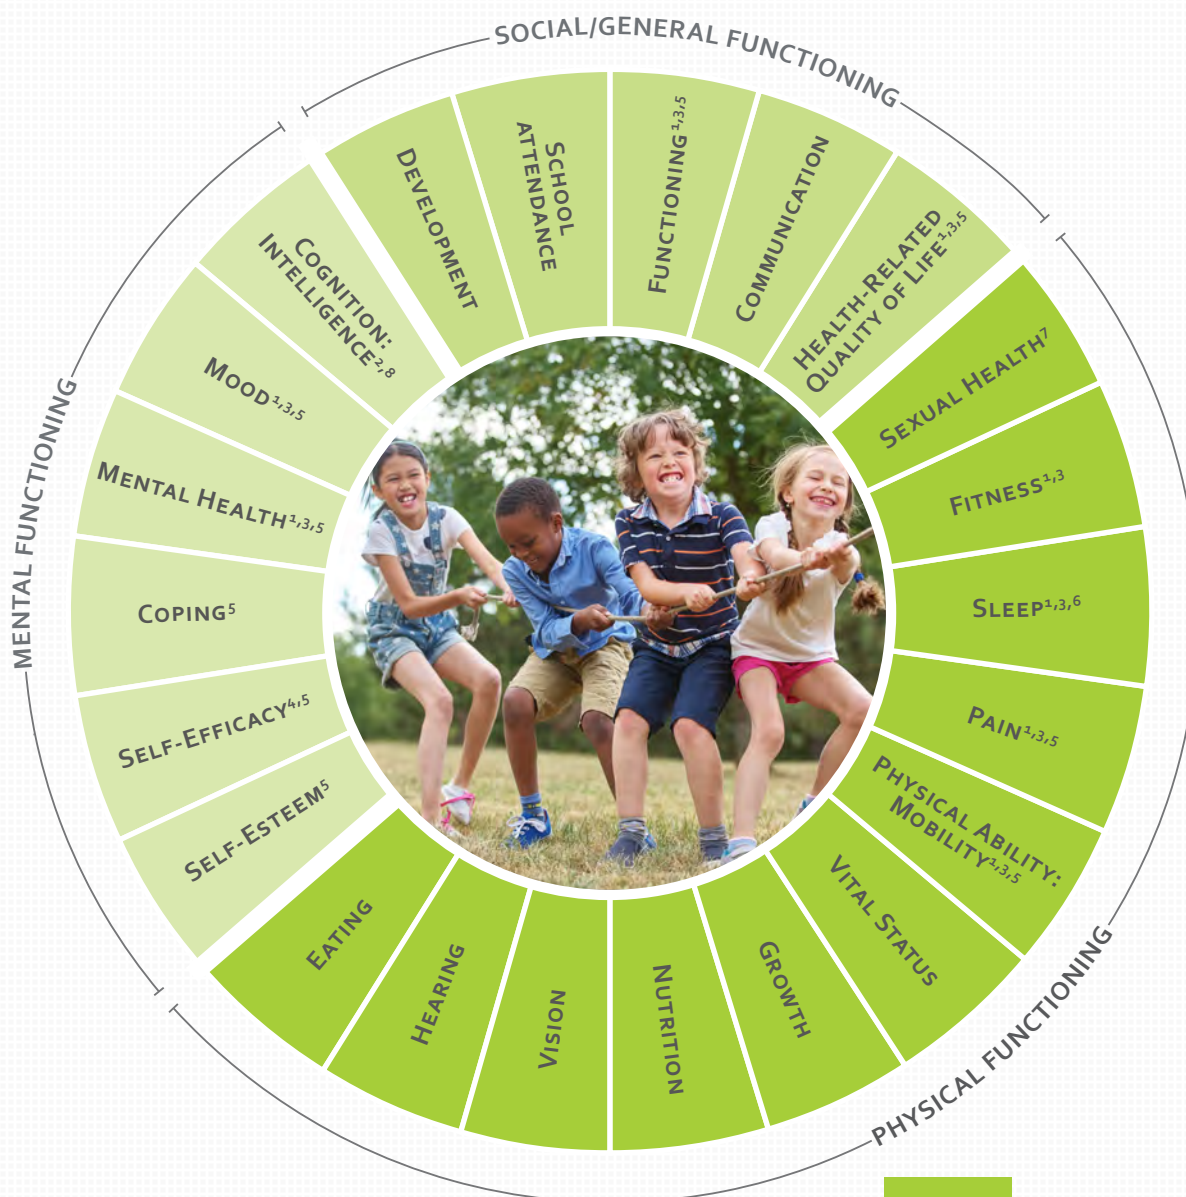 SOCIAL/GENERAL FUNCTIONING
DEVELOPMENT
SCHOOL
ATTENDANCE
FUNCTIONING1,3,5
COMMUNICATION
HEALTH-RELATED
QUALITY OF LIFE1,3,5
PHYSICAL FUNCTIONING
SEXUAL HEALTH7
FITNESS1,3
SLEEP1,3,6
PAIN1,3,5
PHYSICAL ABILITY:
MOBILITY1,3,5
VITAL STATUS
GROWTH
NUTRITION
VISION
HEARING
EATING
MENTAL FUNCTIONING
SELF-ESTEEM5
SELF-EFFICACY4,5
COPING5
MENTAL HEALTH1,3,5
MOOD1,3,5
COGNITION:
INTELLIGENCE2,8